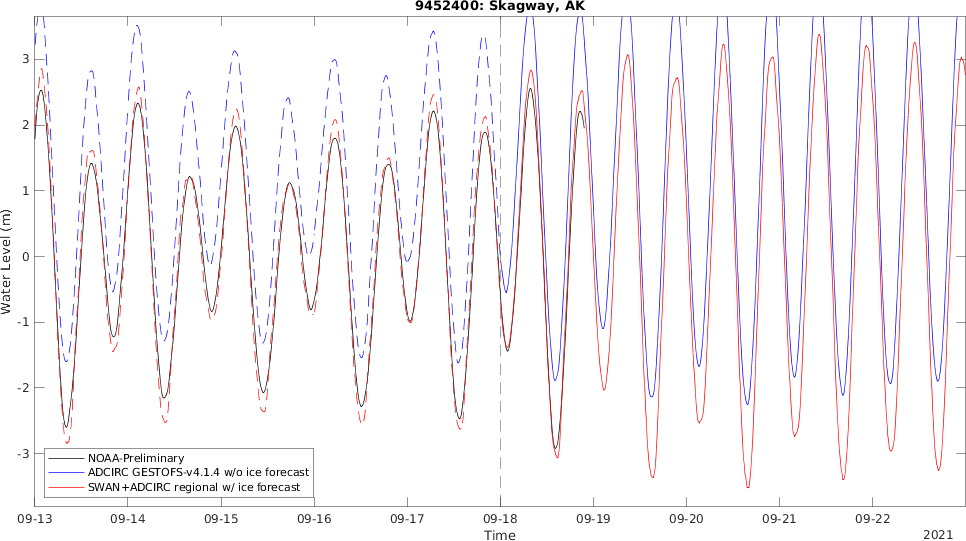 9452400: Skagway, AK
3
2
1
0
-1
-2
-3
Water Level (m)
NOAA-Preliminary
ADCIRC GESTOFS-v4.1.4 w/o ice forecast
SWAN+ADCIRC regional w/ ice forecast
09-13 09-14 09-15 09-16 09-17 09-18 09-19 09-20 09-21 09-22
Time
2021